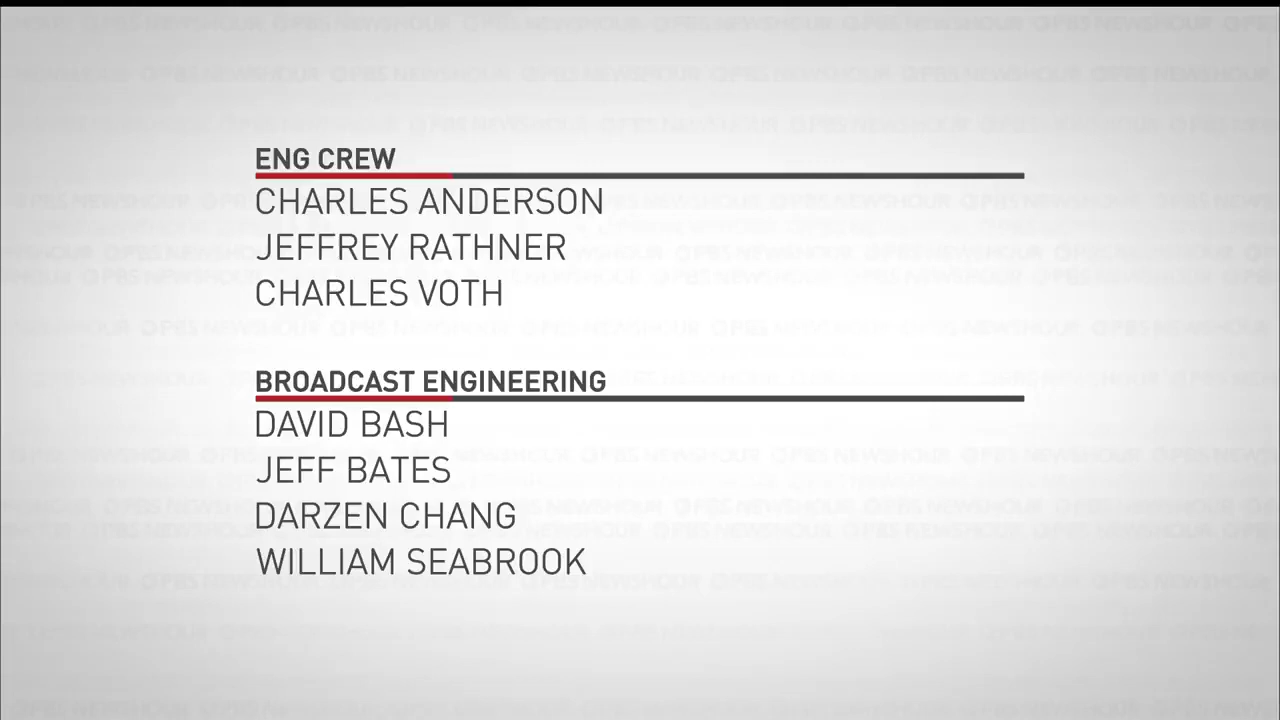 ENG CREW
CHARLES ANDERSON
JEFFREY RATHNER
CHARLES VOTH
BROADCAST ENGINEERING
DAVID BASH
JEFF BATES
DARZEN CHANG
WILLIAM SEABROOK